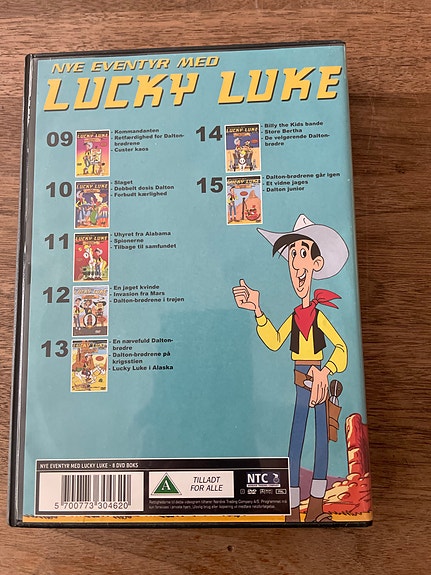 NYE EVENTYR MED
LUCKY LUKE
09
- Kommandanten
- Retfærdighed for Dalton-
brødrene
- Custer kaos
10
- Slaget
- Dobbelt dosis Dalton
- Forbudt kærlighed
11
- Uhyret fra Alabama
- Spionerne
- Tilbage til samfundet
12
- En jaget kvinde
- Invasion fra Mars
- Dalton-brødrene i trøjen
13
- En nævefuld Dalton-
brødre
- Dalton-brødrene på
krigsstien
- Lucky Luke i Alaska
14
- Billy the Kids bande
- Store Bertha
- De velgørende Dalton-
brødre
15
- Dalton-brødrene går igen
- Et vidne jages
- Dalton junior
NYE EVENTYR MED LUCKY LUKE - 8 DVD BOKS
5 700773 304620
A
TILLADT
FOR ALLE
NTC
DVD
PAL